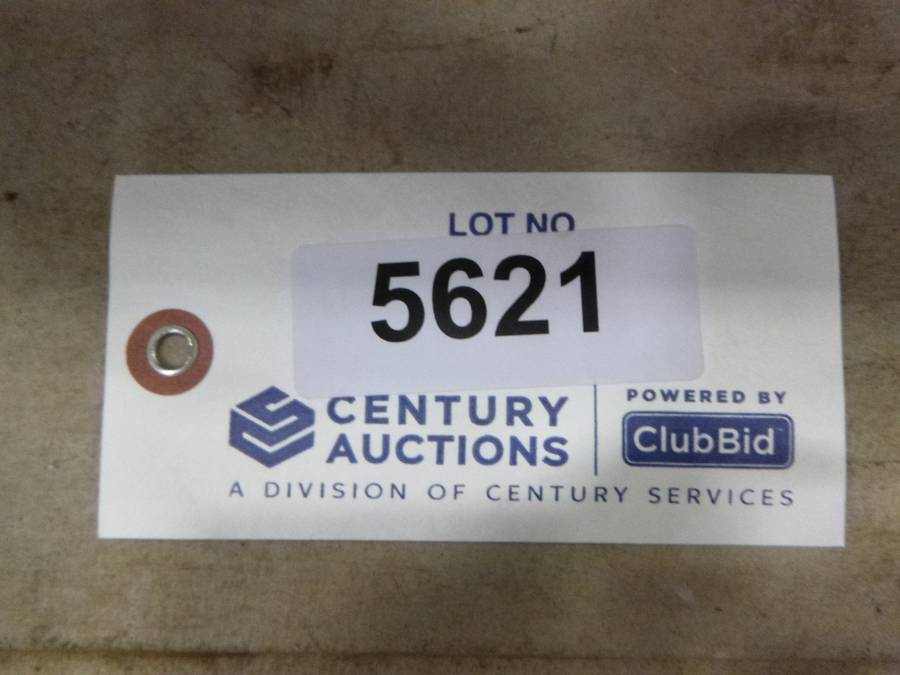 LOT NO
5621
CENTURY
AUCTIONS
POWERED BY
ClubBid
A DIVISION OF CENTURY SERVICES